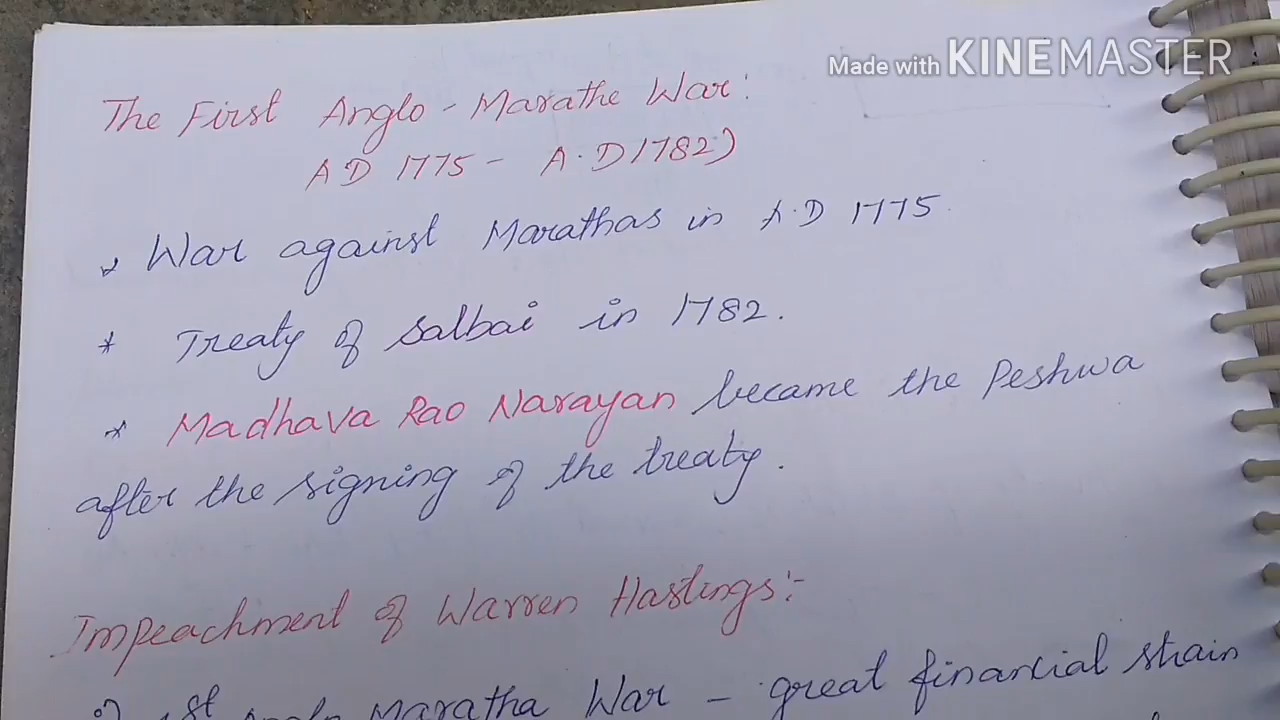 Made with KINEMASTER
The First Anglo - Marathe War:
A D 1775 - A.D 1782)
* War against Marathas in A.D 1775.
* Treaty of Salbai in 1782.
* Madhava Rao Narayan became the Peshwa
after the signing of the treaty.
Impeachment of Warren Hastings:-
1st Anglo Maratha War - great financial strain